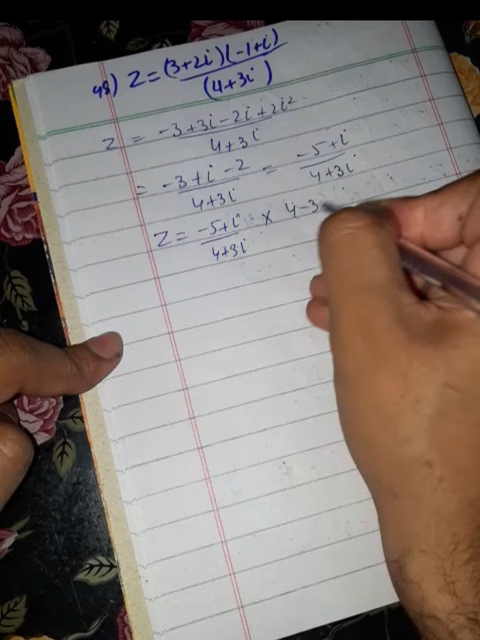 48) Z = (3+2i)(-1+i) / (4+3i)
Z = -3+3i-2i+2i² / 4+3i
= -3+i-2 / 4+3i = -5+i / 4+3i
Z = -5+i / 4+3i × 4-3